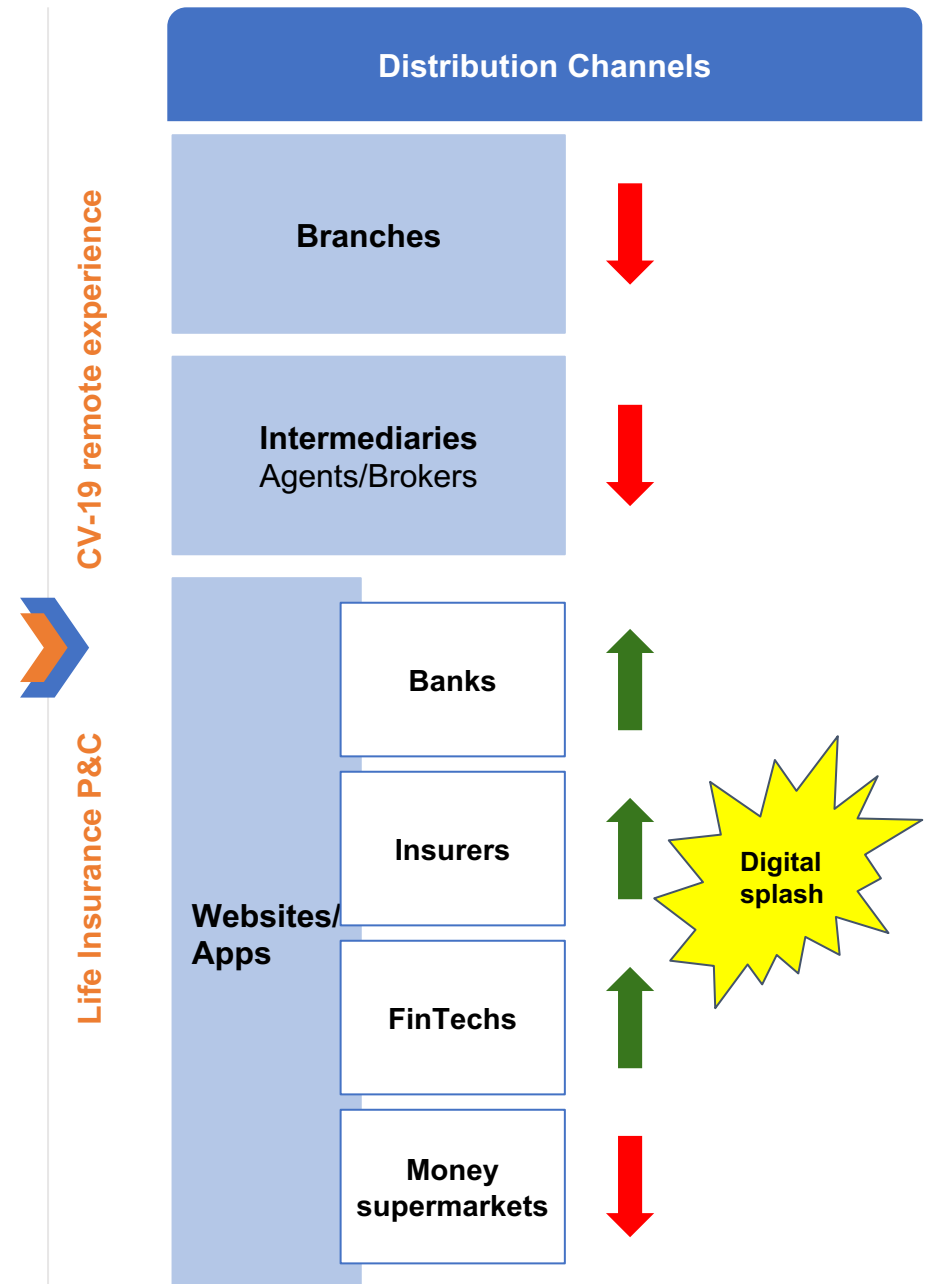 Distribution Channels
CV-19 remote experience
Branches
Intermediaries
Agents/Brokers
Life Insurance P&C
Websites/
Apps
Banks
Insurers
FinTechs
Money
supermarkets
Digital
splash